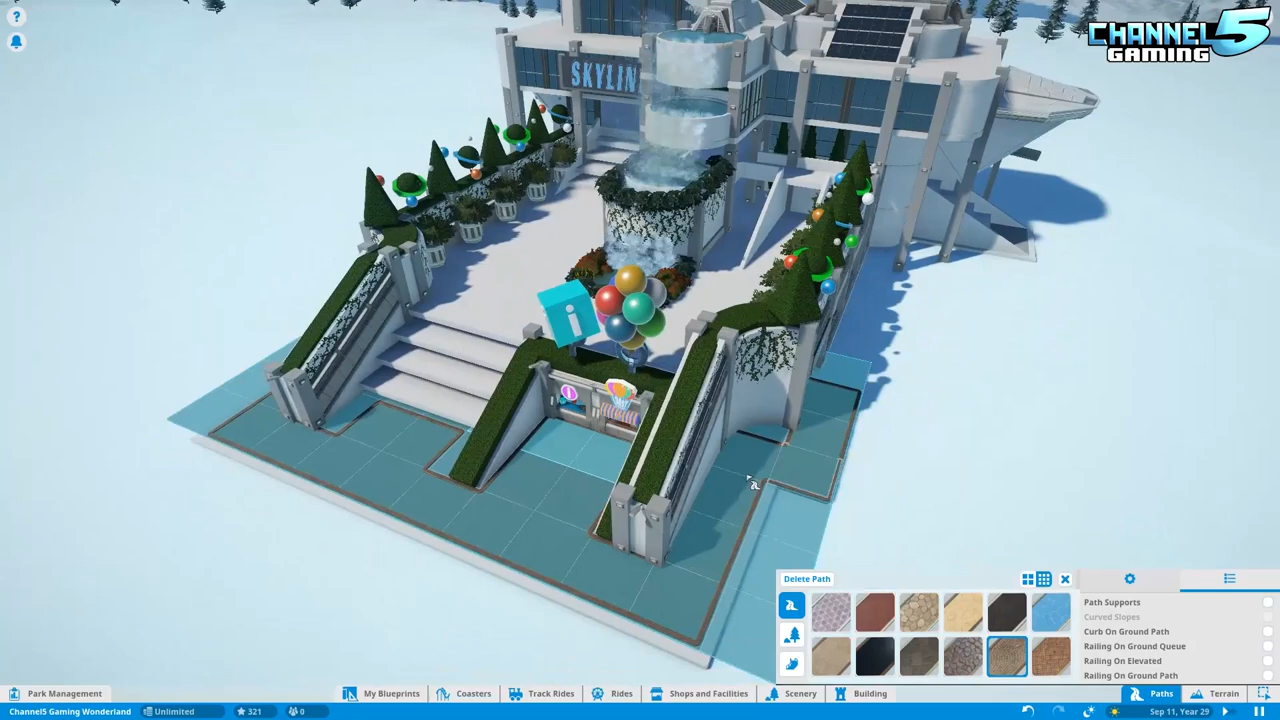 ?
CHANNEL 5
GAMING
SKYLIN
i
i
Delete Path
Path Supports
Curved Slopes
Curb On Ground Path
Railing On Ground Queue
Railing On Elevated
Railing On Ground Path
Park Management
My Blueprints
Coasters
Track Rides
Rides
Shops and Facilities
Scenery
Building
Paths
Terrain
Channel5 Gaming Wonderland
Unlimited
321
0
Sep 11, Year 29